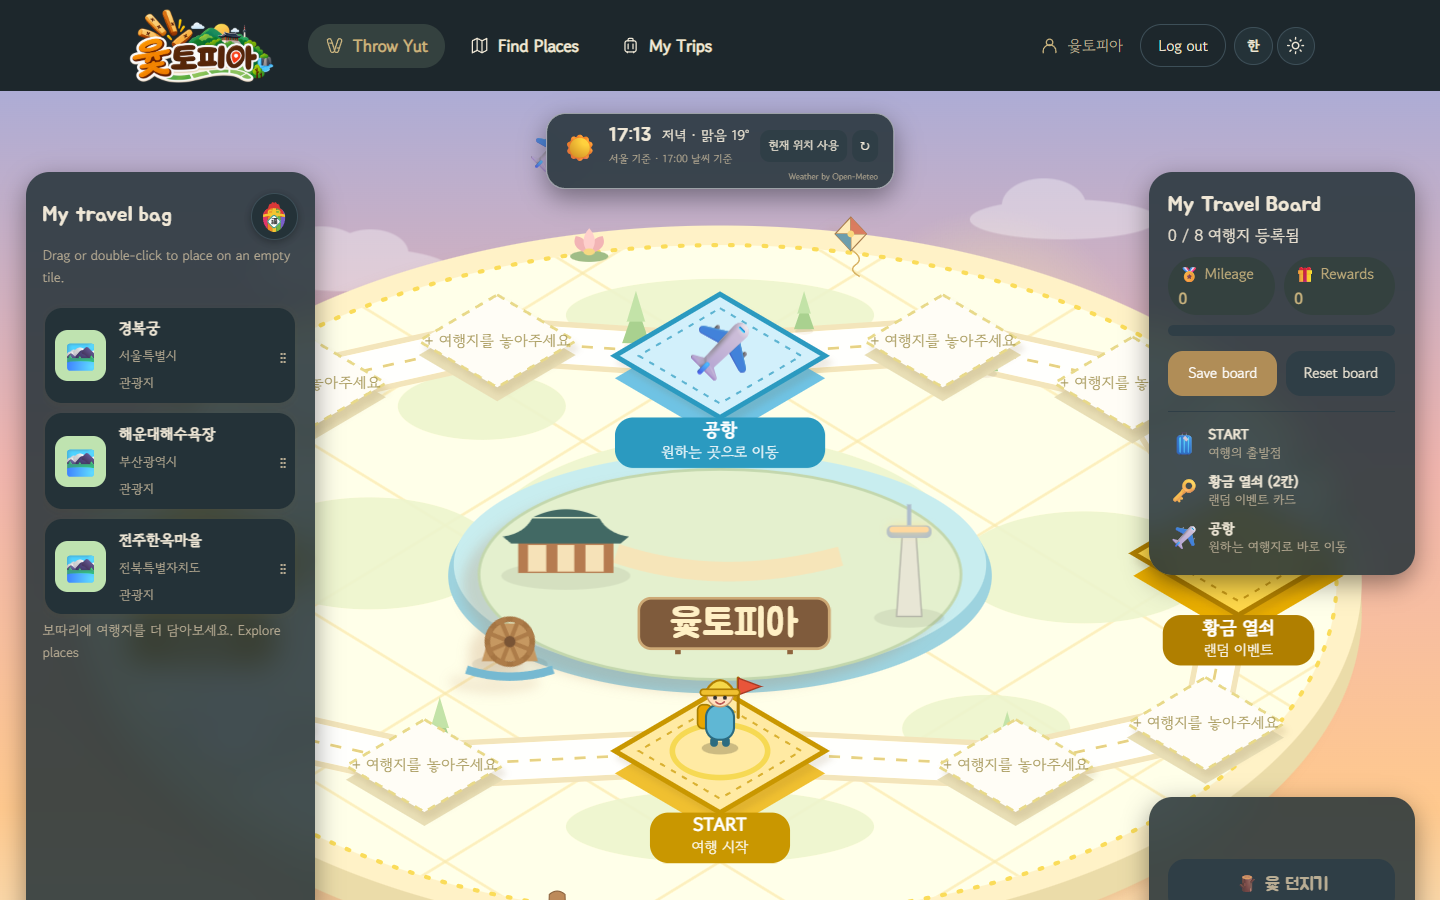 윷토피아
Throw Yut
Find Places
My Trips
윷토피아
Log out
한
17:13 저녁 · 맑음 19°
서울 기준 · 17:00 날씨 기준
현재 위치 사용
↻
Weather by Open-Meteo
My travel bag
Drag or double-click to place on an empty
tile.
경복궁
서울특별시
관광지
해운대해수욕장
부산광역시
관광지
전주한옥마을
전북특별자치도
관광지
보따리에 여행지를 더 담아보세요. Explore
places
+ 여행지를 놓아주세요
+ 여행지를 놓아주세요
놓아주세요
+ 여행지를 놓
공항
원하는 곳으로 이동
윷토피아
황금 열쇠
랜덤 이벤트
+ 여행지를 놓아주세요
+ 여행지를 놓아주세요
+ 여행지를 놓아주세요
START
여행 시작
My Travel Board
0 / 8 여행지 등록됨
Mileage
0
Rewards
0
Save board
Reset board
START
여행의 출발점
황금 열쇠 (2칸)
랜덤 이벤트 카드
공항
원하는 여행지로 바로 이동
윷 던지기